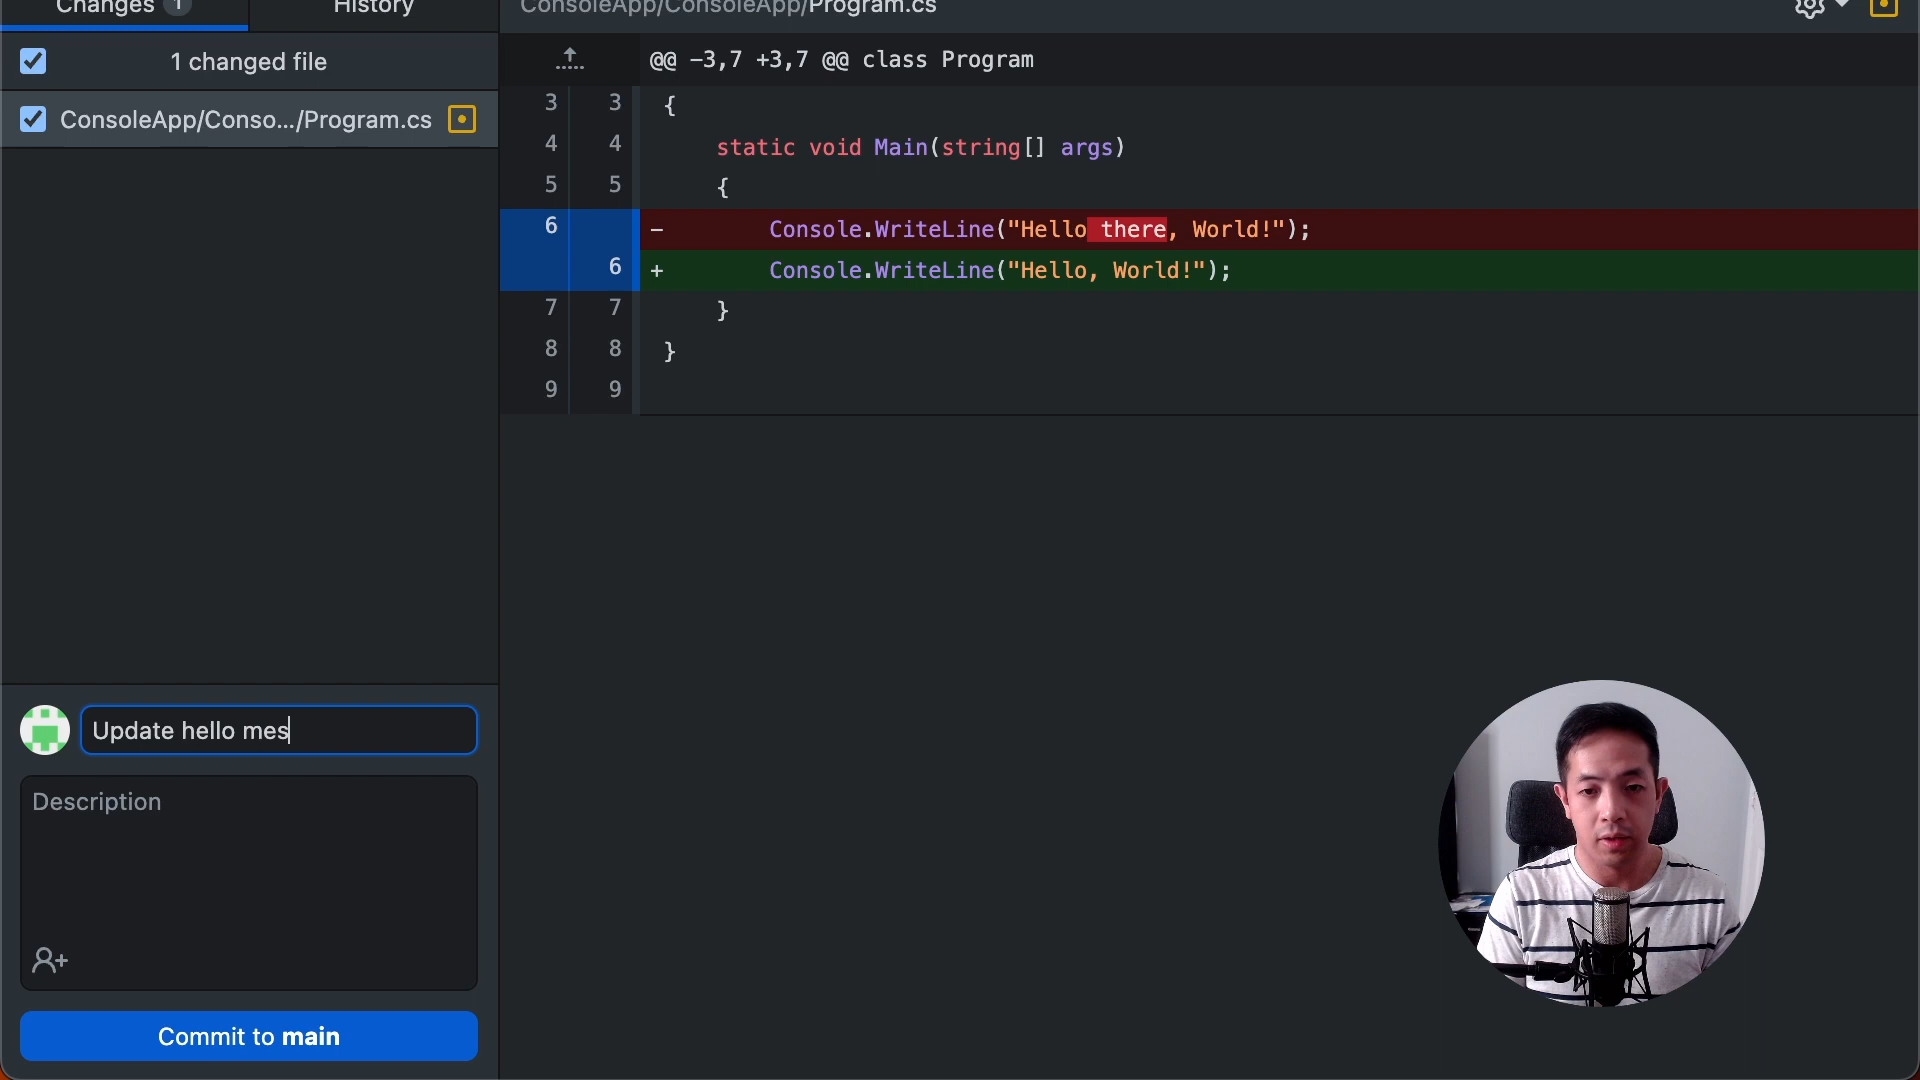 Changes 1
History
ConsoleApp/ConsoleApp/Program.cs
1 changed file
ConsoleApp/Conso.../Program.cs
@@ -3,7 +3,7 @@ class Program
3 3 {
4 4 static void Main(string[] args)
5 5 {
6 - Console.WriteLine("Hello there, World!");
6 + Console.WriteLine("Hello, World!");
7 7 }
8 8 }
9 9
Update hello mes
Description
Commit to main